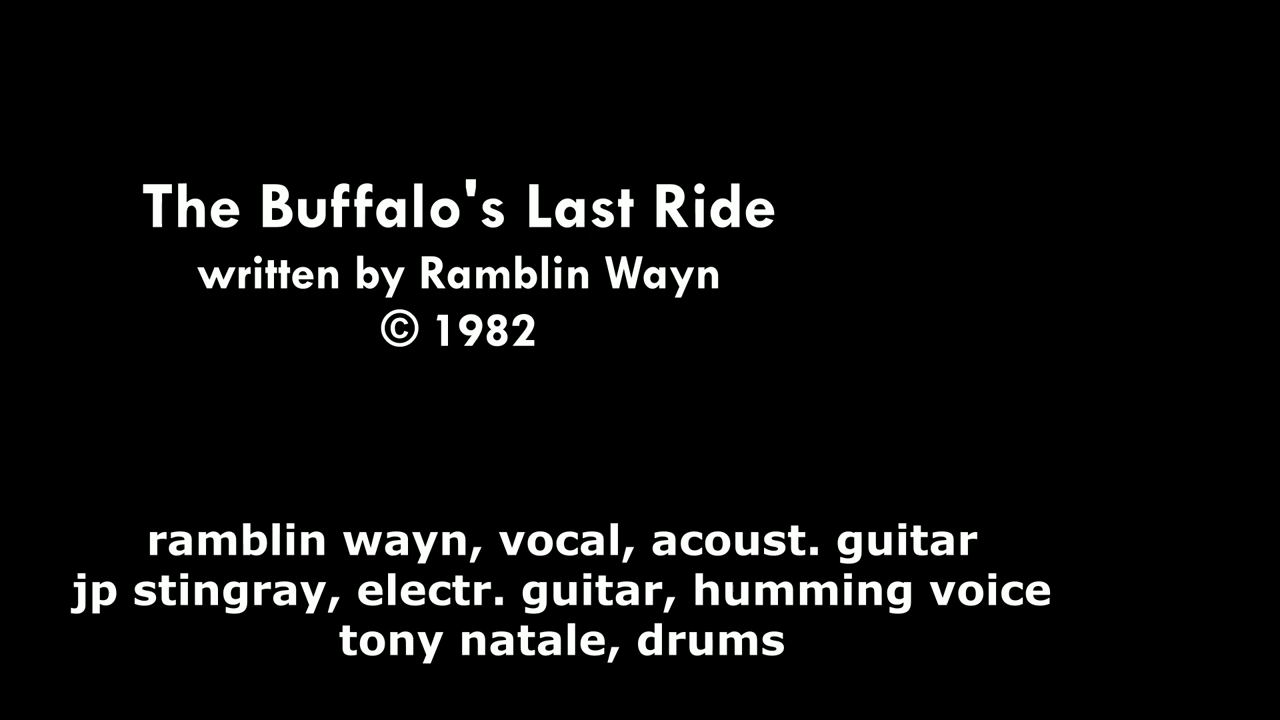 The Buffalo's Last Ride
written by Ramblin Wayn
© 1982
ramblin wayn, vocal, acoust. guitar
jp stingray, electr. guitar, humming voice
tony natale, drums